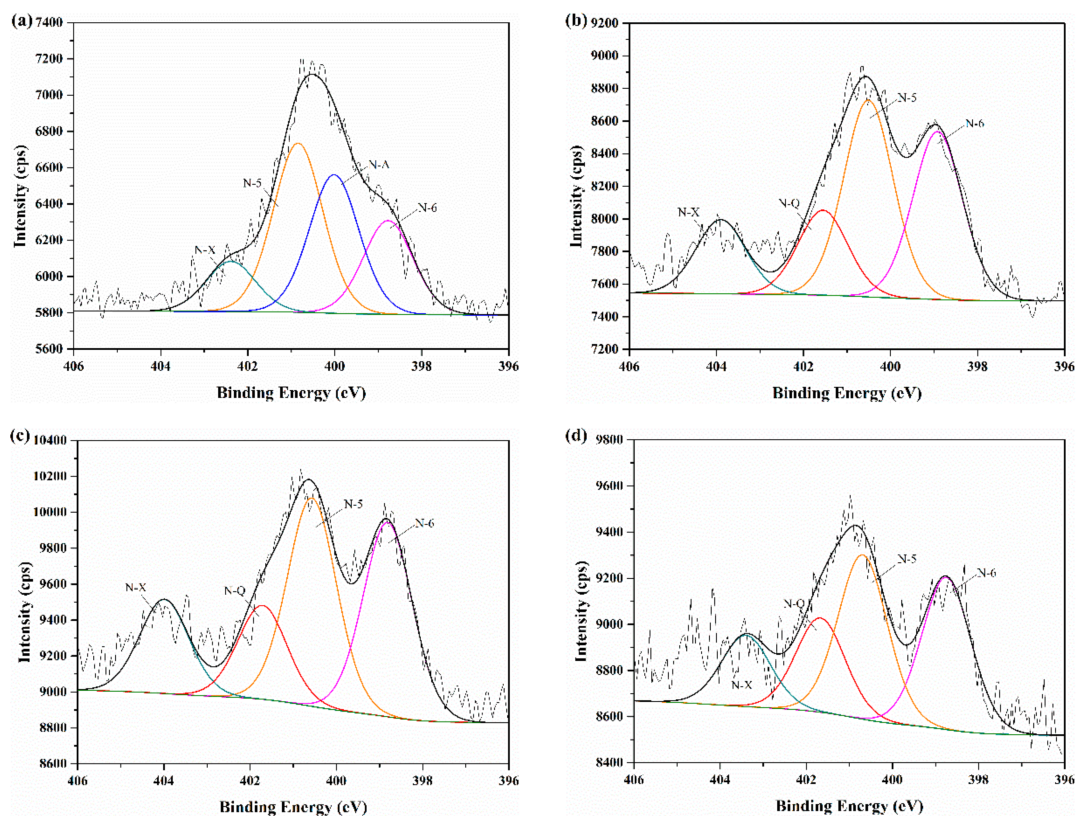 (a)
7400
7200
7000
6800
6600
6400
6200
6000
5800
5600
Intensity (cps)
N-X
N-5
N-A
N-6
406 404 402 400 398 396
Binding Energy (eV)
(b)
9200
9000
8800
8600
8400
8200
8000
7800
7600
7400
7200
Intensity (cps)
N-X
N-Q
N-5
N-6
406 404 402 400 398 396
Binding Energy (eV)
(c)
10400
10200
10000
9800
9600
9400
9200
9000
8800
8600
Intensity (cps)
N-X
N-Q
N-5
N-6
406 404 402 400 398 396
Binding Energy (eV)
(d)
9800
9600
9400
9200
9000
8800
8600
8400
Intensity (cps)
N-X
N-Q
N-5
N-6
406 404 402 400 398 396
Binding Energy (eV)